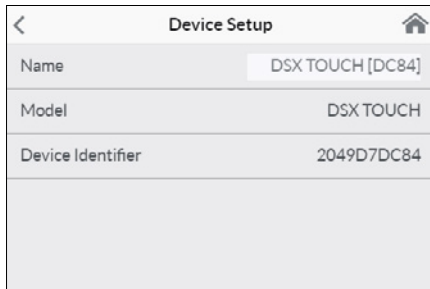 Device Setup
Name DSX TOUCH [DC84]
Model DSX TOUCH
Device Identifier 2049D7DC84